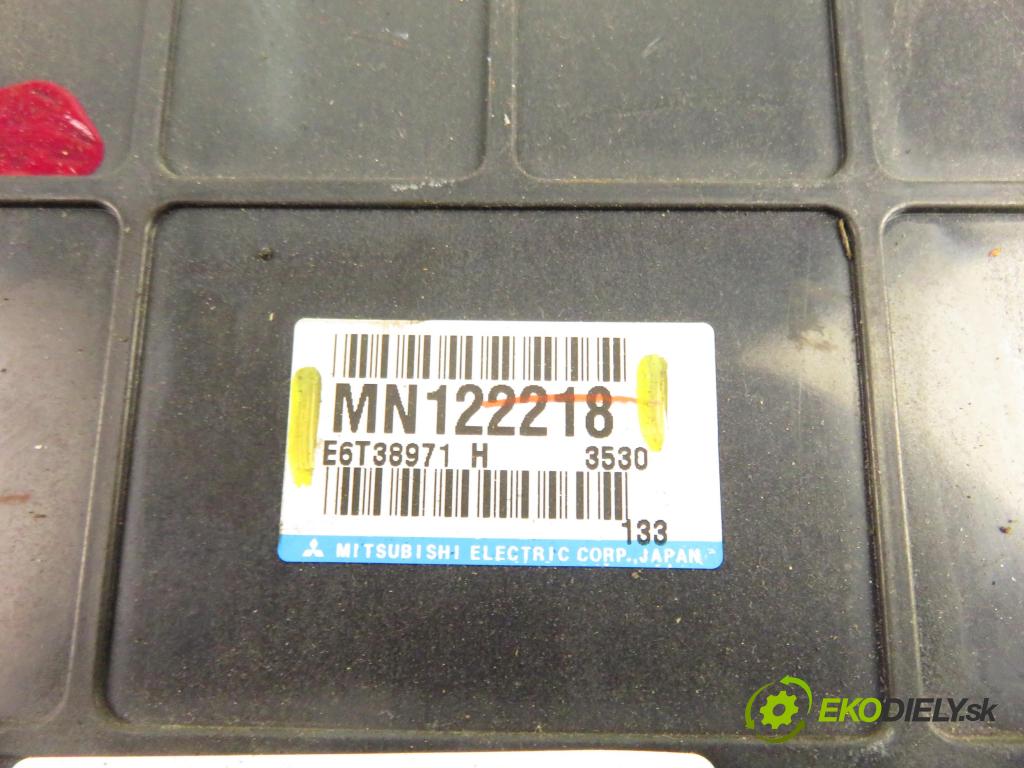 MN122218
E6T38971 H 3530
133
MITSUBISHI ELECTRIC CORP., JAPAN
EKODIELY.sk